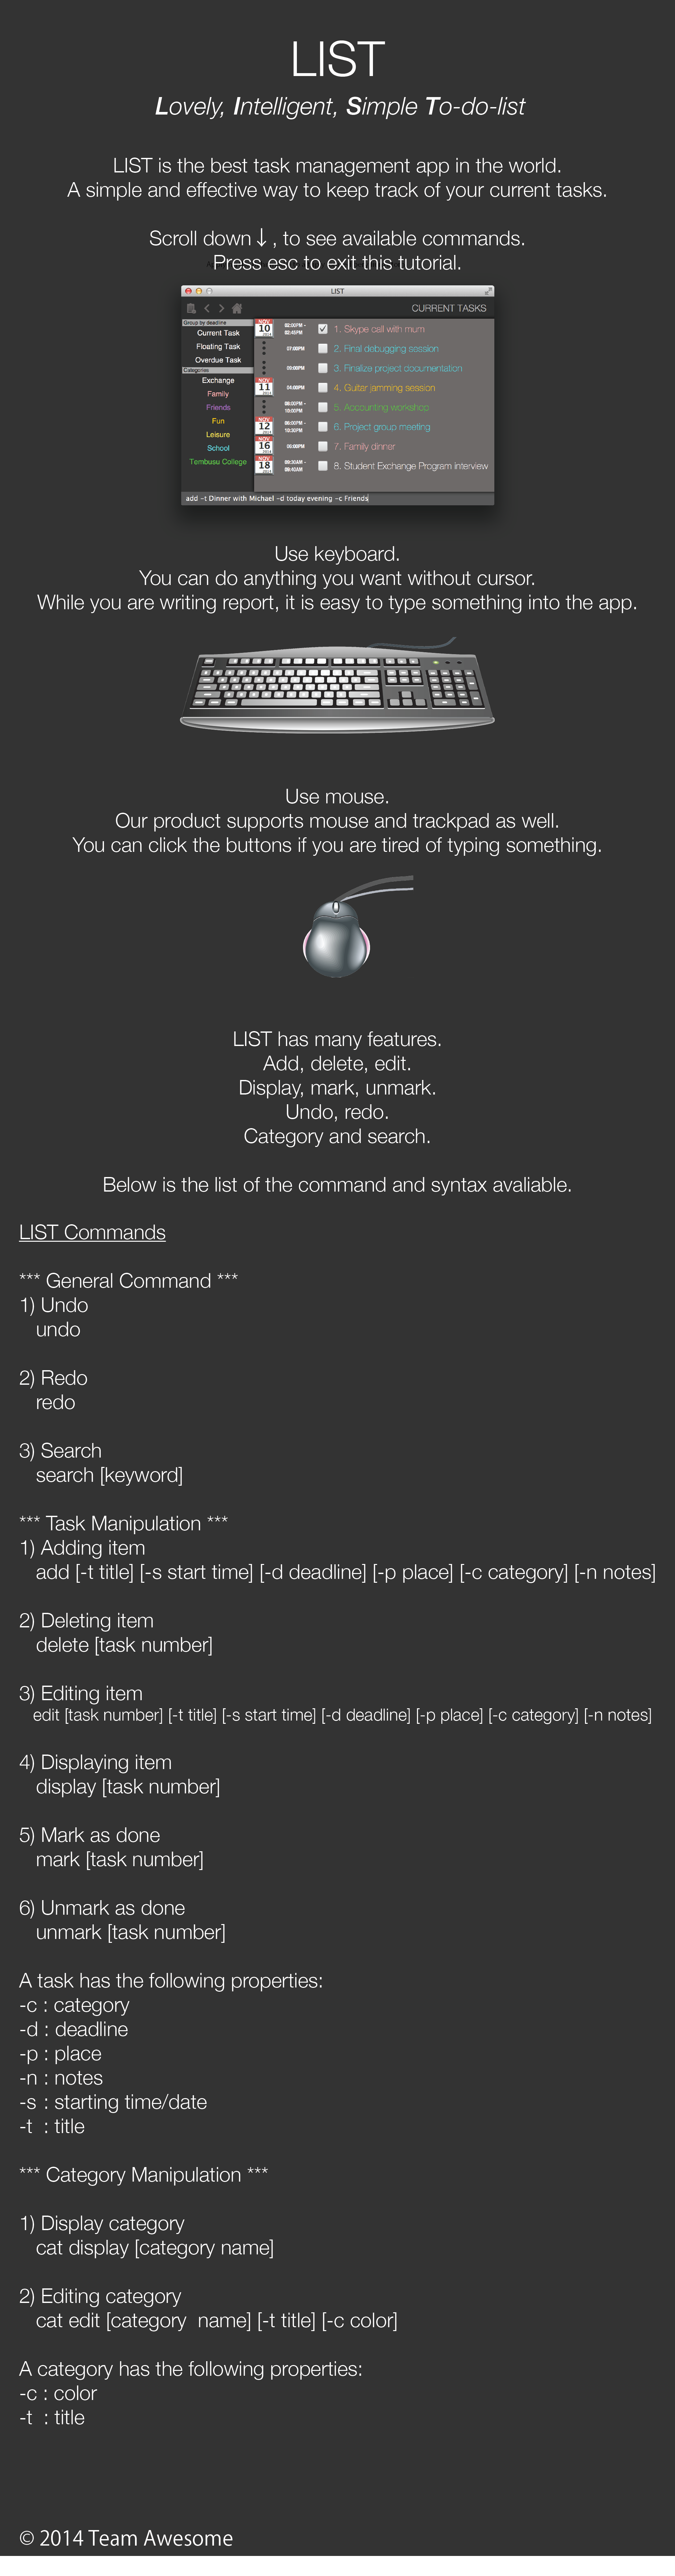 LIST
Lovely, Intelligent, Simple To-do-list
LIST is the best task management app in the world.
A simple and effective way to keep track of your current tasks.
Scroll down ↓ , to see available commands.
Press esc to exit this tutorial.
LIST
CURRENT TASKS
Group by deadline
Current Task
Floating Task
Overdue Task
Categories
Exchange
Family
Friends
Fun
Leisure
School
Tembusu College
NOV 10 2014
02:00PM - 02:45PM
1. Skype call with mum
07:00PM
2. Final debugging session
09:00PM
3. Finalize project documentation
NOV 11 2014
04:00PM
4. Guitar jamming session
08:00PM - 10:00PM
5. Accounting workshop
NOV 12 2014
08:00PM - 10:30PM
6. Project group meeting
NOV 16 2014
06:00PM
7. Family dinner
NOV 18 2014
09:30AM - 09:40AM
8. Student Exchange Program interview
add -t Dinner with Michael -d today evening -c Friends
Use keyboard.
You can do anything you want without cursor.
While you are writing report, it is easy to type something into the app.
Use mouse.
Our product supports mouse and trackpad as well.
You can click the buttons if you are tired of typing something.
LIST has many features.
Add, delete, edit.
Display, mark, unmark.
Undo, redo.
Category and search.
Below is the list of the command and syntax avaliable.
LIST Commands
*** General Command ***
1) Undo
undo
2) Redo
redo
3) Search
search [keyword]
*** Task Manipulation ***
1) Adding item
add [-t title] [-s start time] [-d deadline] [-p place] [-c category] [-n notes]
2) Deleting item
delete [task number]
3) Editing item
edit [task number] [-t title] [-s start time] [-d deadline] [-p place] [-c category] [-n notes]
4) Displaying item
display [task number]
5) Mark as done
mark [task number]
6) Unmark as done
unmark [task number]
A task has the following properties:
-c : category
-d : deadline
-p : place
-n : notes
-s : starting time/date
-t : title
*** Category Manipulation ***
1) Display category
cat display [category name]
2) Editing category
cat edit [category name] [-t title] [-c color]
A category has the following properties:
-c : color
-t : title
© 2014 Team Awesome